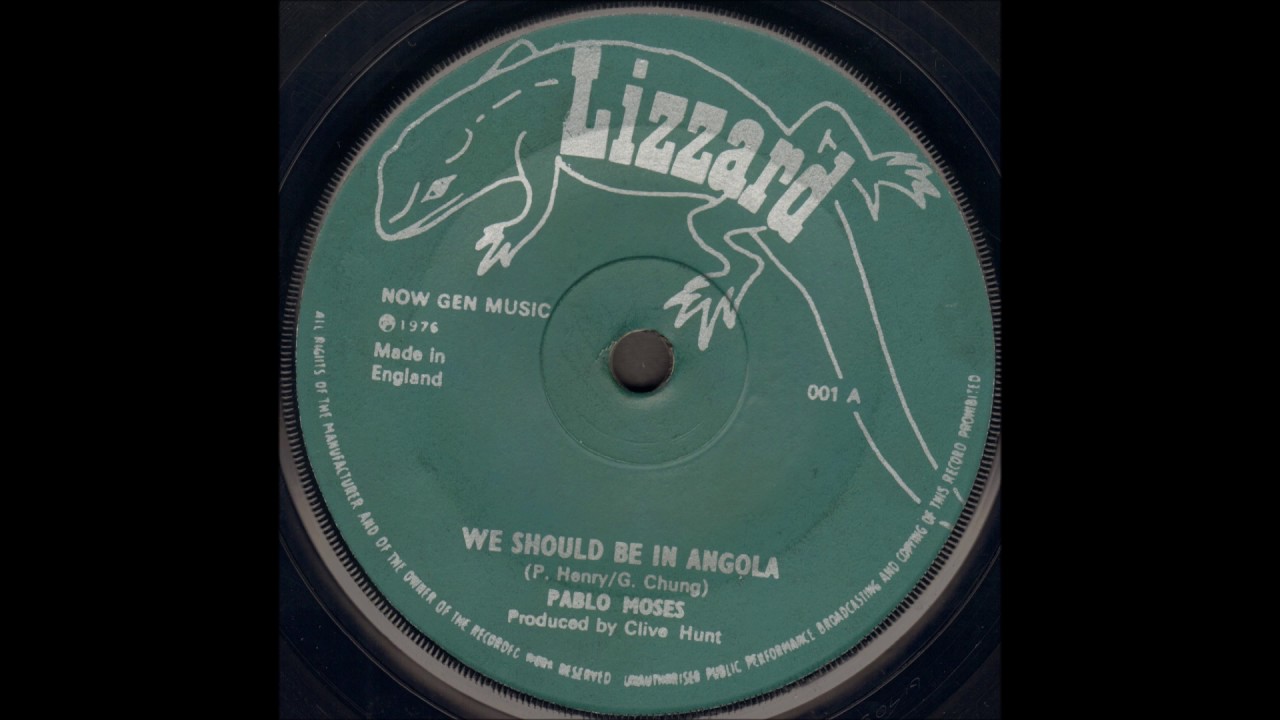 Lizzard
NOW GEN MUSIC
℗ 1976
Made in
England
001 A
WE SHOULD BE IN ANGOLA
(P. Henry/G. Chung)
PABLO MOSES
Produced by Clive Hunt
ALL RIGHTS OF THE MANUFACTURER AND OF THE OWNER OF THE RECORDEC WORK RESERVED UNAUTHORISED PUBLIC PERFORMANCE BROADCASTING AND COPYING OF THIS RECORD PROHIBITED